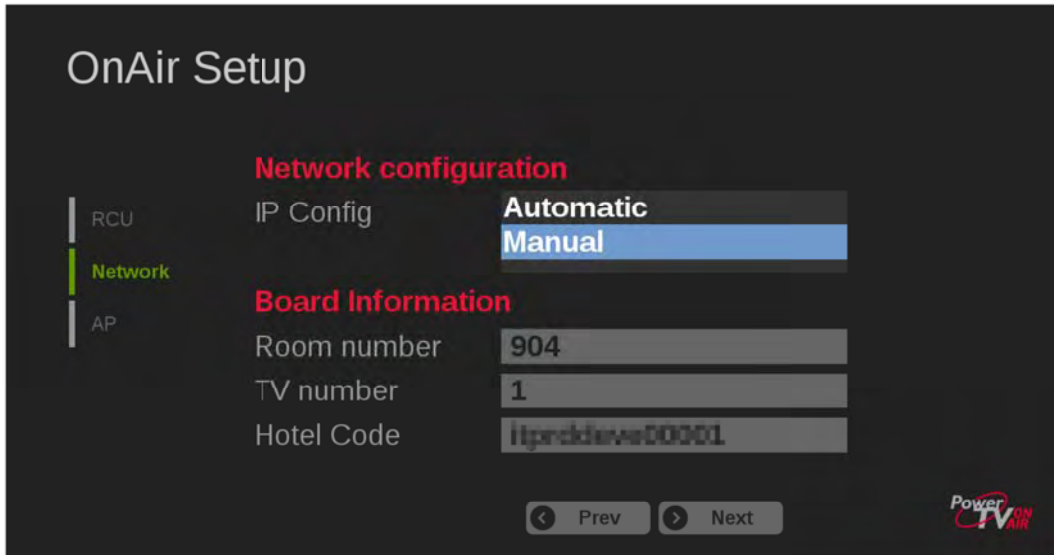 OnAir Setup
Network configuration
RCU
IP Config
Automatic
Manual
Network
Board Information
AP
Room number
904
TV number
1
Hotel Code
Prev
Next
Power
TV ON
AIR